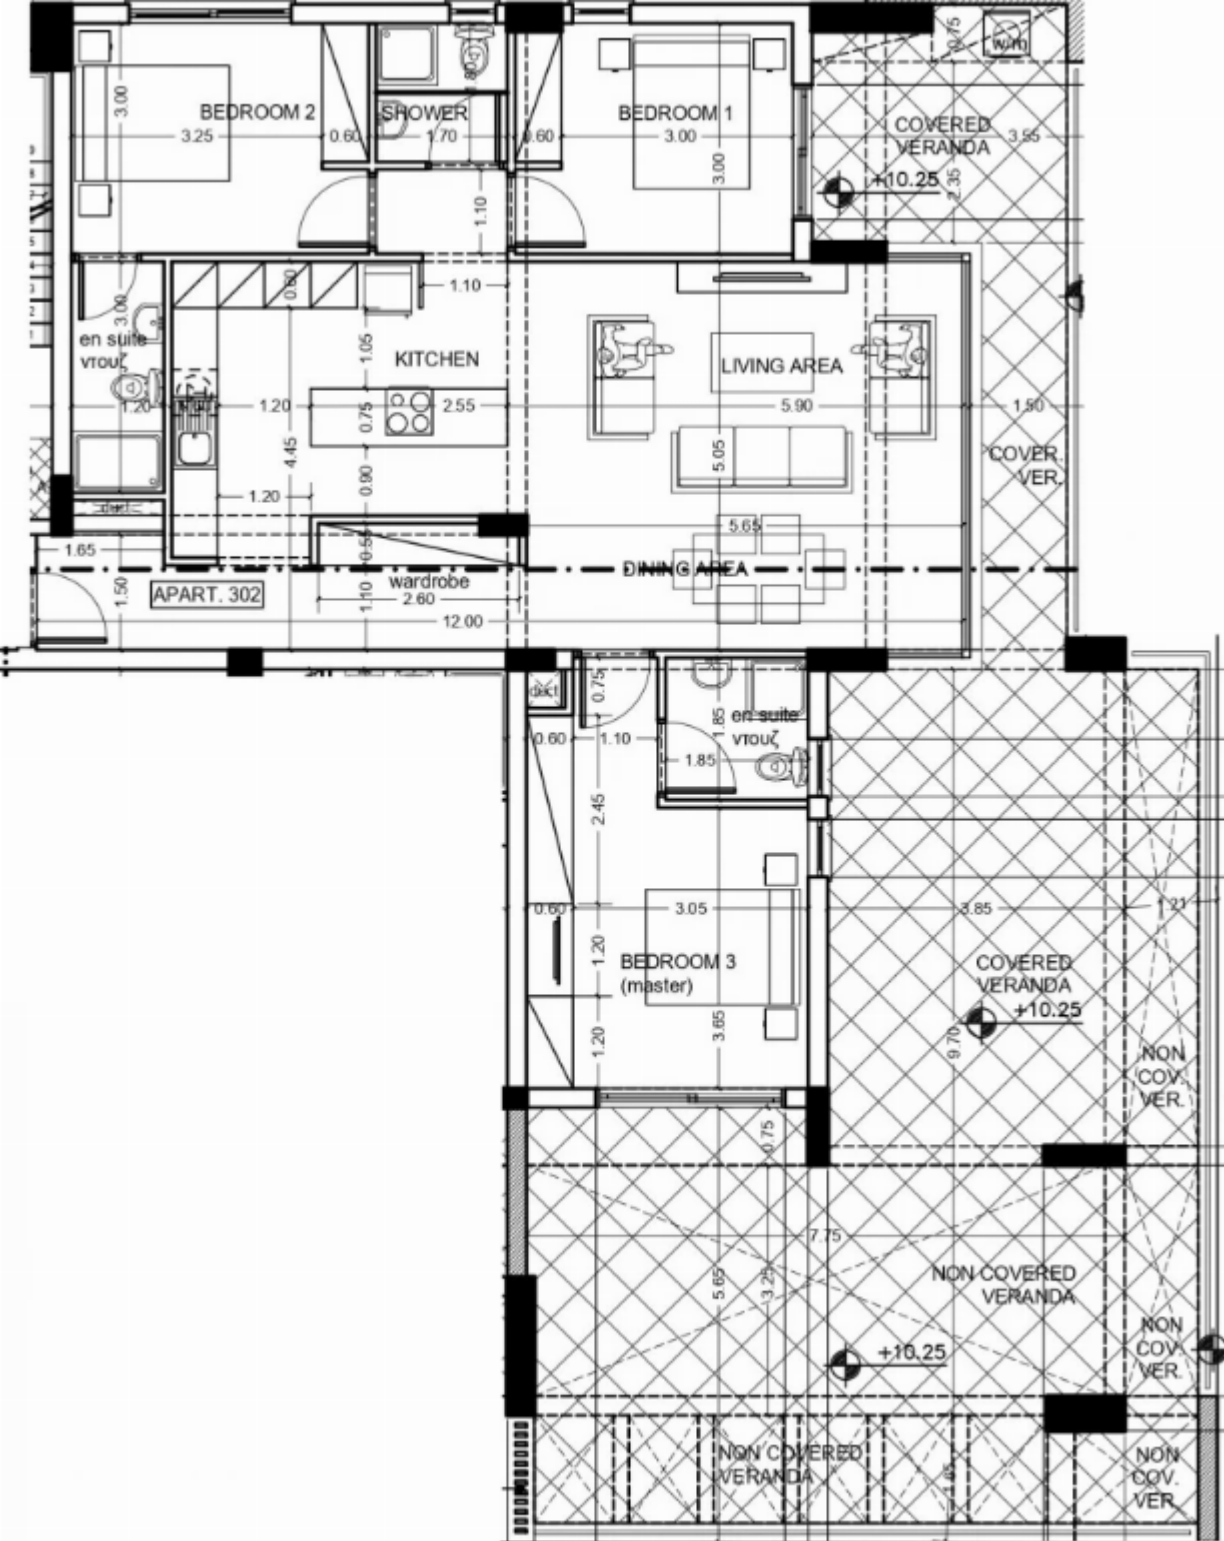 0.75
w/m
3.00
BEDROOM 2
3.25
0.60
1.80
SHOWER
1.70
0.60
BEDROOM 1
3.00
3.00
COVERED
VERANDA
3.55
+10.25
2.35
1.10
0.60
1.10
3.00
en suite
ντουζ
1.05
KITCHEN
LIVING AREA
1.20
1.20
0.75
2.55
5.90
1.50
4.45
5.05
COVER.
VER.
0.90
1.20
duct
5.65
1.65
0.55
DINING AREA
wardrobe
1.50
APART. 302
1.10
2.60
12.00
duct
0.75
en suite
ντουζ
1.85
0.60
1.10
1.85
2.45
0.60
3.05
3.85
1.21
1.20
BEDROOM 3
(master)
COVERED
VERANDA
+10.25
1.20
3.65
9.70
NON
COV.
VER.
0.75
7.75
5.65
3.25
NON COVERED
VERANDA
NON
COV.
VER.
+10.25
NON COVERED
VERANDA
1.65
NON
COV.
VER.